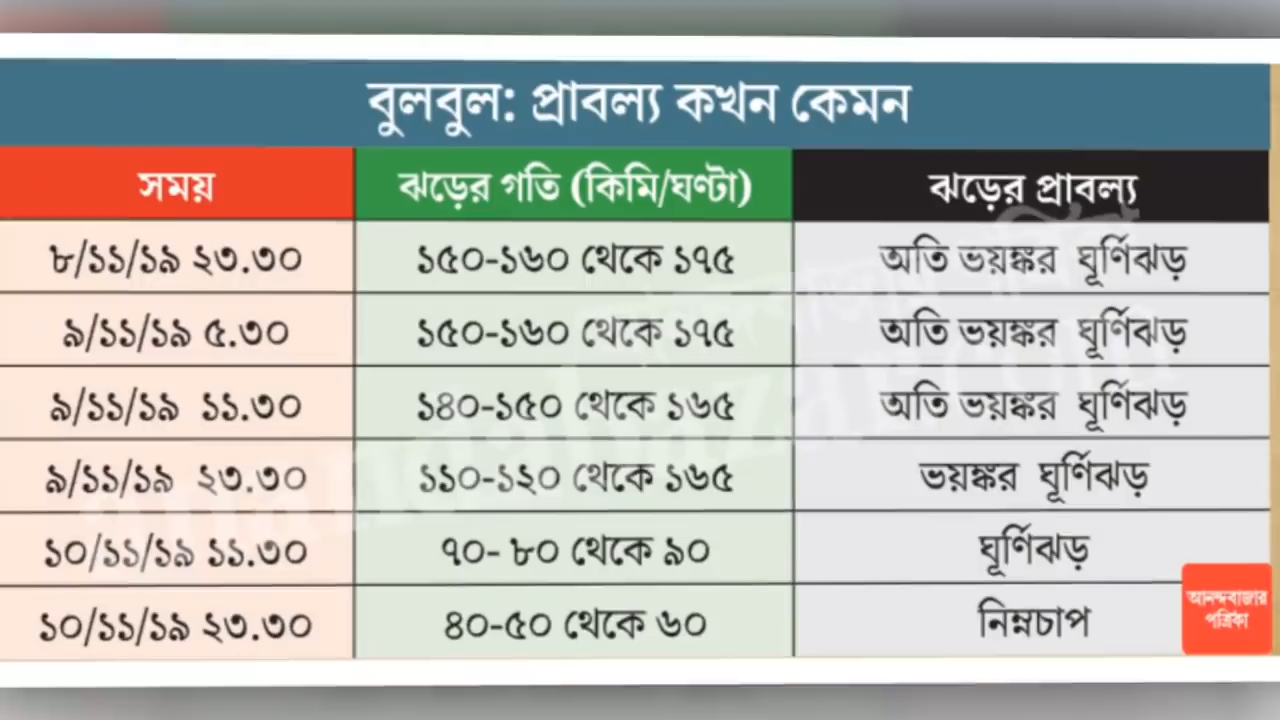 বুলবুল: প্রাবল্য কখন কেমন
সময় ঝড়ের গতি (কিমি/ঘণ্টা) ঝড়ের প্রাবল্য
৮/১১/১৯ ২৩.৩০ ১৫০-১৬০ থেকে ১৭৫ অতি ভয়ঙ্কর ঘূর্ণিঝড়
৯/১১/১৯ ৫.৩০ ১৫০-১৬০ থেকে ১৭৫ অতি ভয়ঙ্কর ঘূর্ণিঝড়
৯/১১/১৯ ১১.৩০ ১৪০-১৫০ থেকে ১৬৫ অতি ভয়ঙ্কর ঘূর্ণিঝড়
৯/১১/১৯ ২৩.৩০ ১১০-১২০ থেকে ১৬৫ ভয়ঙ্কর ঘূর্ণিঝড়
১০/১১/১৯ ১১.৩০ ৭০- ৮০ থেকে ৯০ ঘূর্ণিঝড়
১০/১১/১৯ ২৩.৩০ ৪০-৫০ থেকে ৬০ নিম্নচাপ
আনন্দবাজার
পত্রিকা